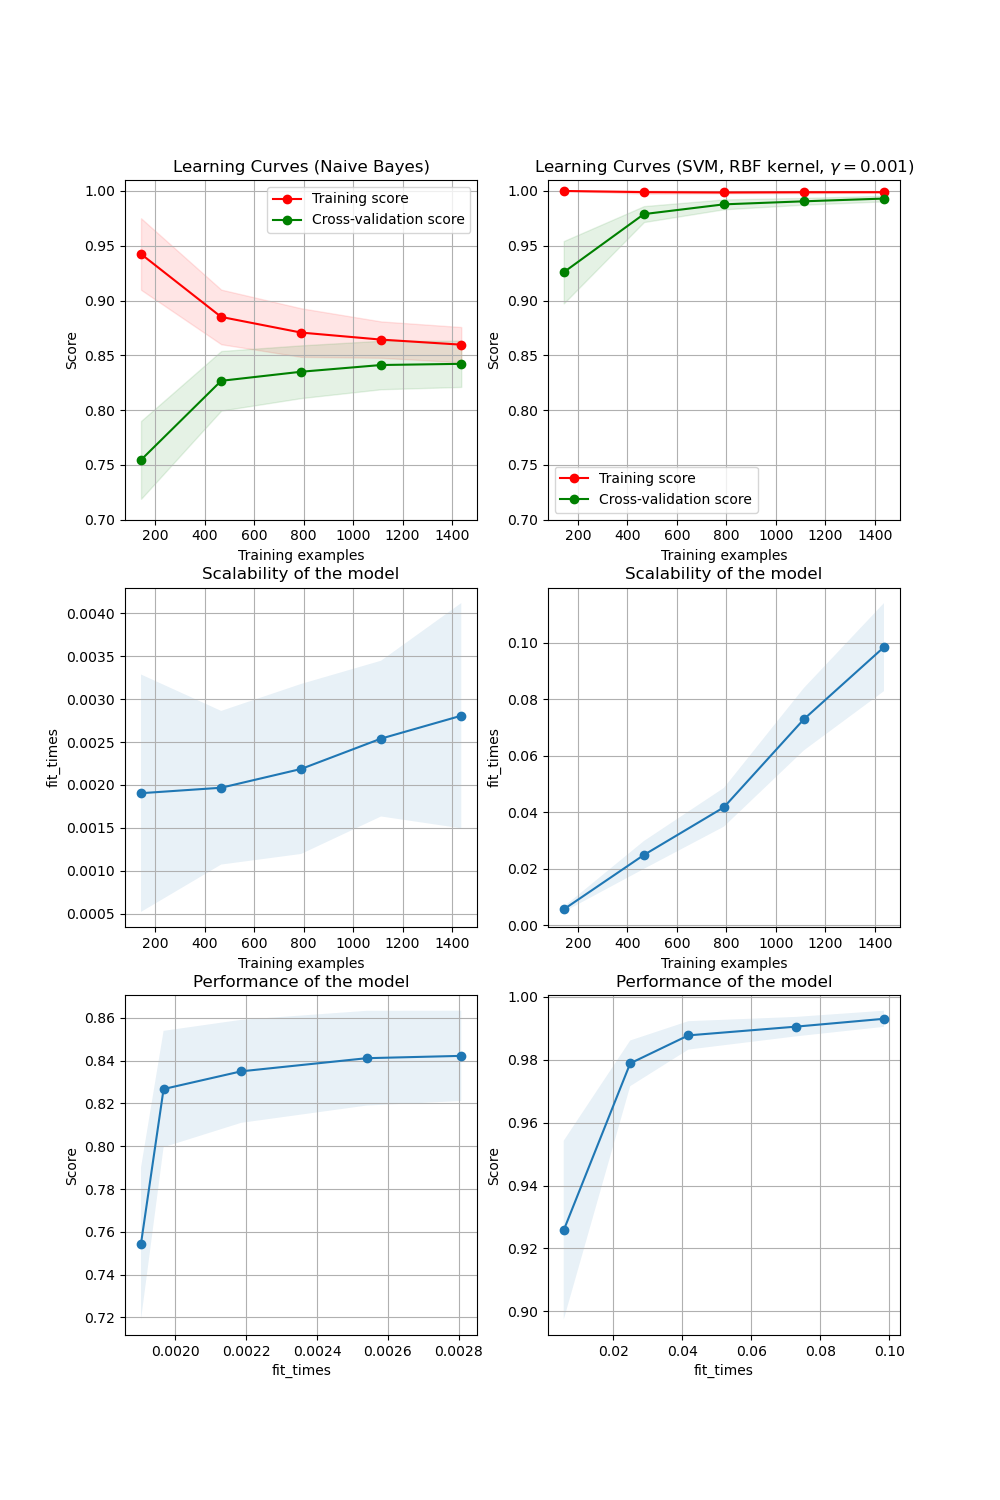 Learning Curves (Naive Bayes)
1.00
0.95
0.90
0.85
0.80
0.75
0.70
Score
Training score
Cross-validation score
200 400 600 800 1000 1200 1400
Training examples
Learning Curves (SVM, RBF kernel, γ = 0.001)
1.00
0.95
0.90
0.85
0.80
0.75
0.70
Score
Training score
Cross-validation score
200 400 600 800 1000 1200 1400
Training examples
Scalability of the model
0.0040
0.0035
0.0030
0.0025
0.0020
0.0015
0.0010
0.0005
fit_times
200 400 600 800 1000 1200 1400
Training examples
Scalability of the model
0.10
0.08
0.06
0.04
0.02
0.00
fit_times
200 400 600 800 1000 1200 1400
Training examples
Performance of the model
0.86
0.84
0.82
0.80
0.78
0.76
0.74
0.72
Score
0.0020 0.0022 0.0024 0.0026 0.0028
fit_times
Performance of the model
1.00
0.98
0.96
0.94
0.92
0.90
Score
0.02 0.04 0.06 0.08 0.10
fit_times